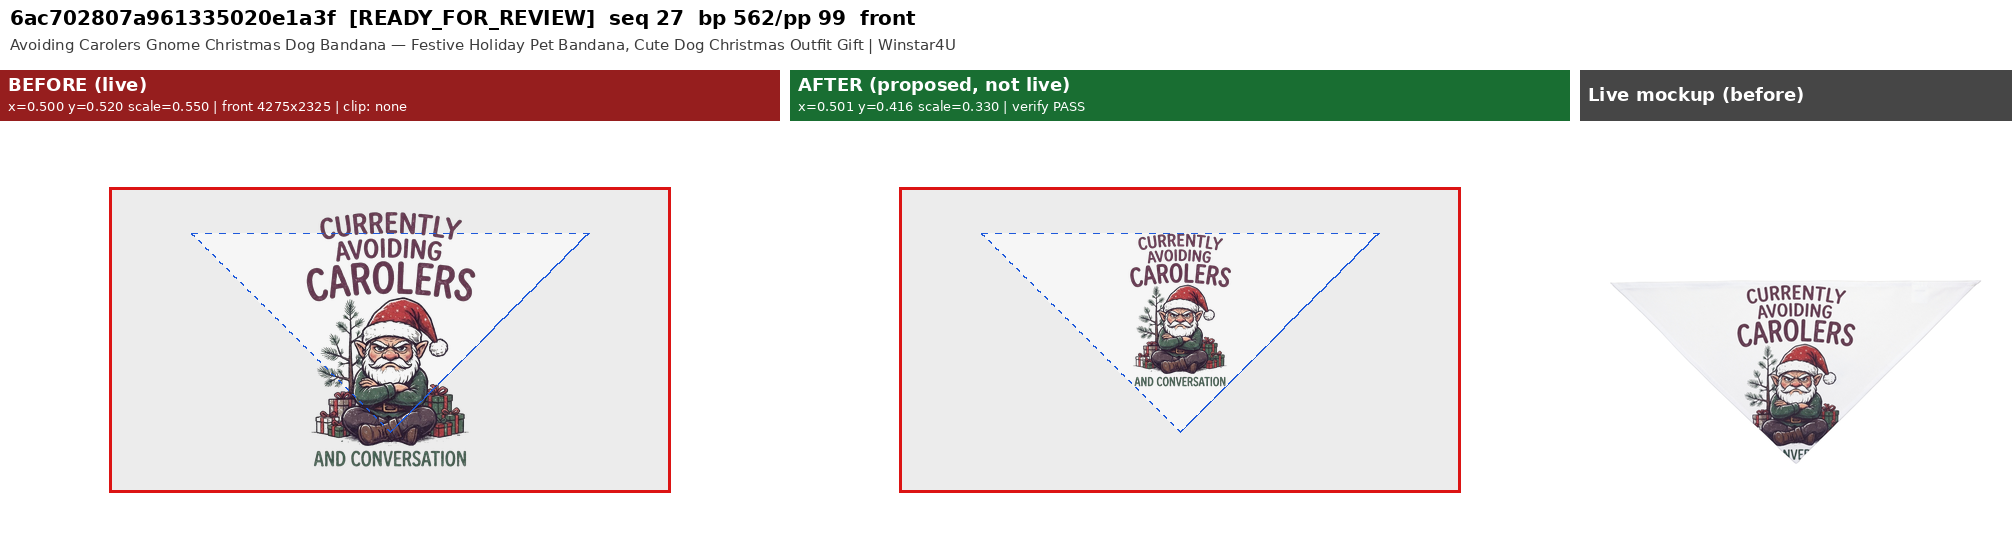 6ac702807a961335020e1a3f [READY_FOR_REVIEW] seq 27 bp 562/pp 99 front
Avoiding Carolers Gnome Christmas Dog Bandana — Festive Holiday Pet Bandana, Cute Dog Christmas Outfit Gift | Winstar4U
BEFORE (live)
x=0.500 y=0.520 scale=0.550 | front 4275x2325 | clip: none
AFTER (proposed, not live)
x=0.501 y=0.416 scale=0.330 | verify PASS
Live mockup (before)
CURRENTLY
AVOIDING
CAROLERS
AND CONVERSATION
CURRENTLY
AVOIDING
CAROLERS
AND CONVERSATION
CURRENTLY
AVOIDING
CAROLERS